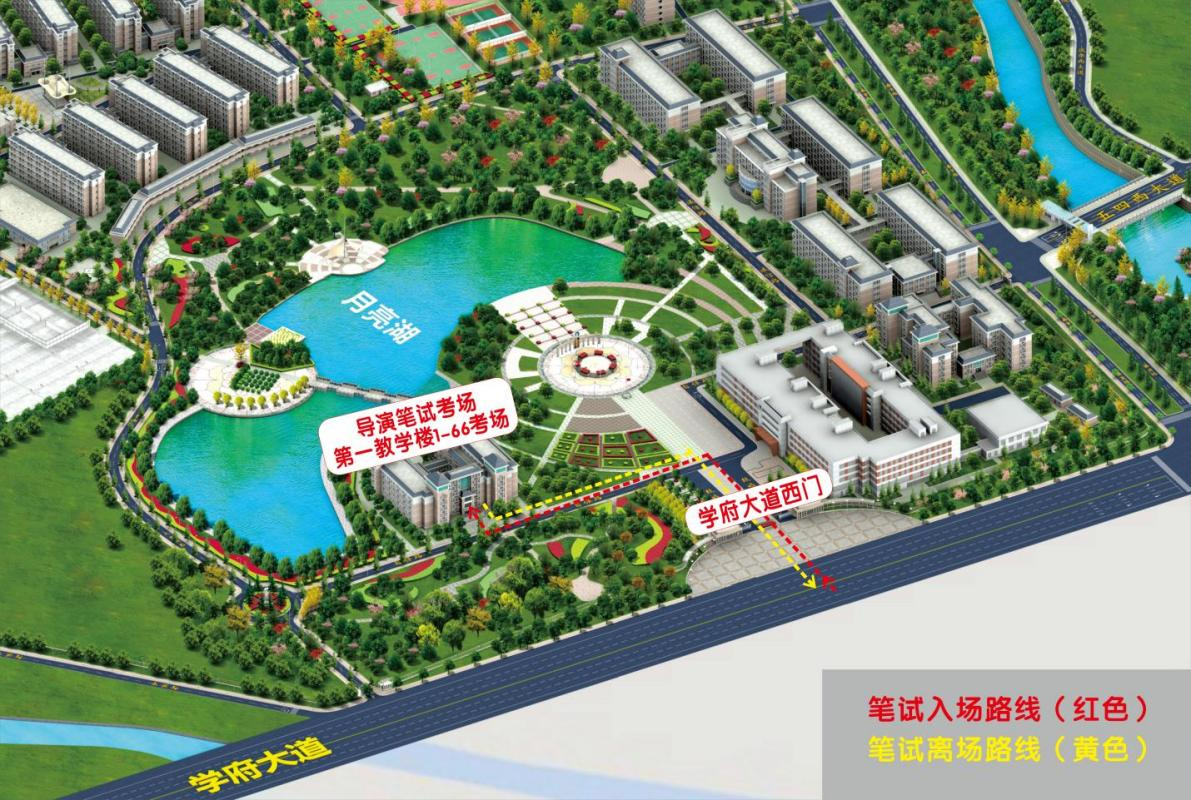 五四西大道
月亮湖
导演笔试考场
第一教学楼1-66考场
学府大道西门
笔试入场路线（红色）
笔试离场路线（黄色）
学府大道